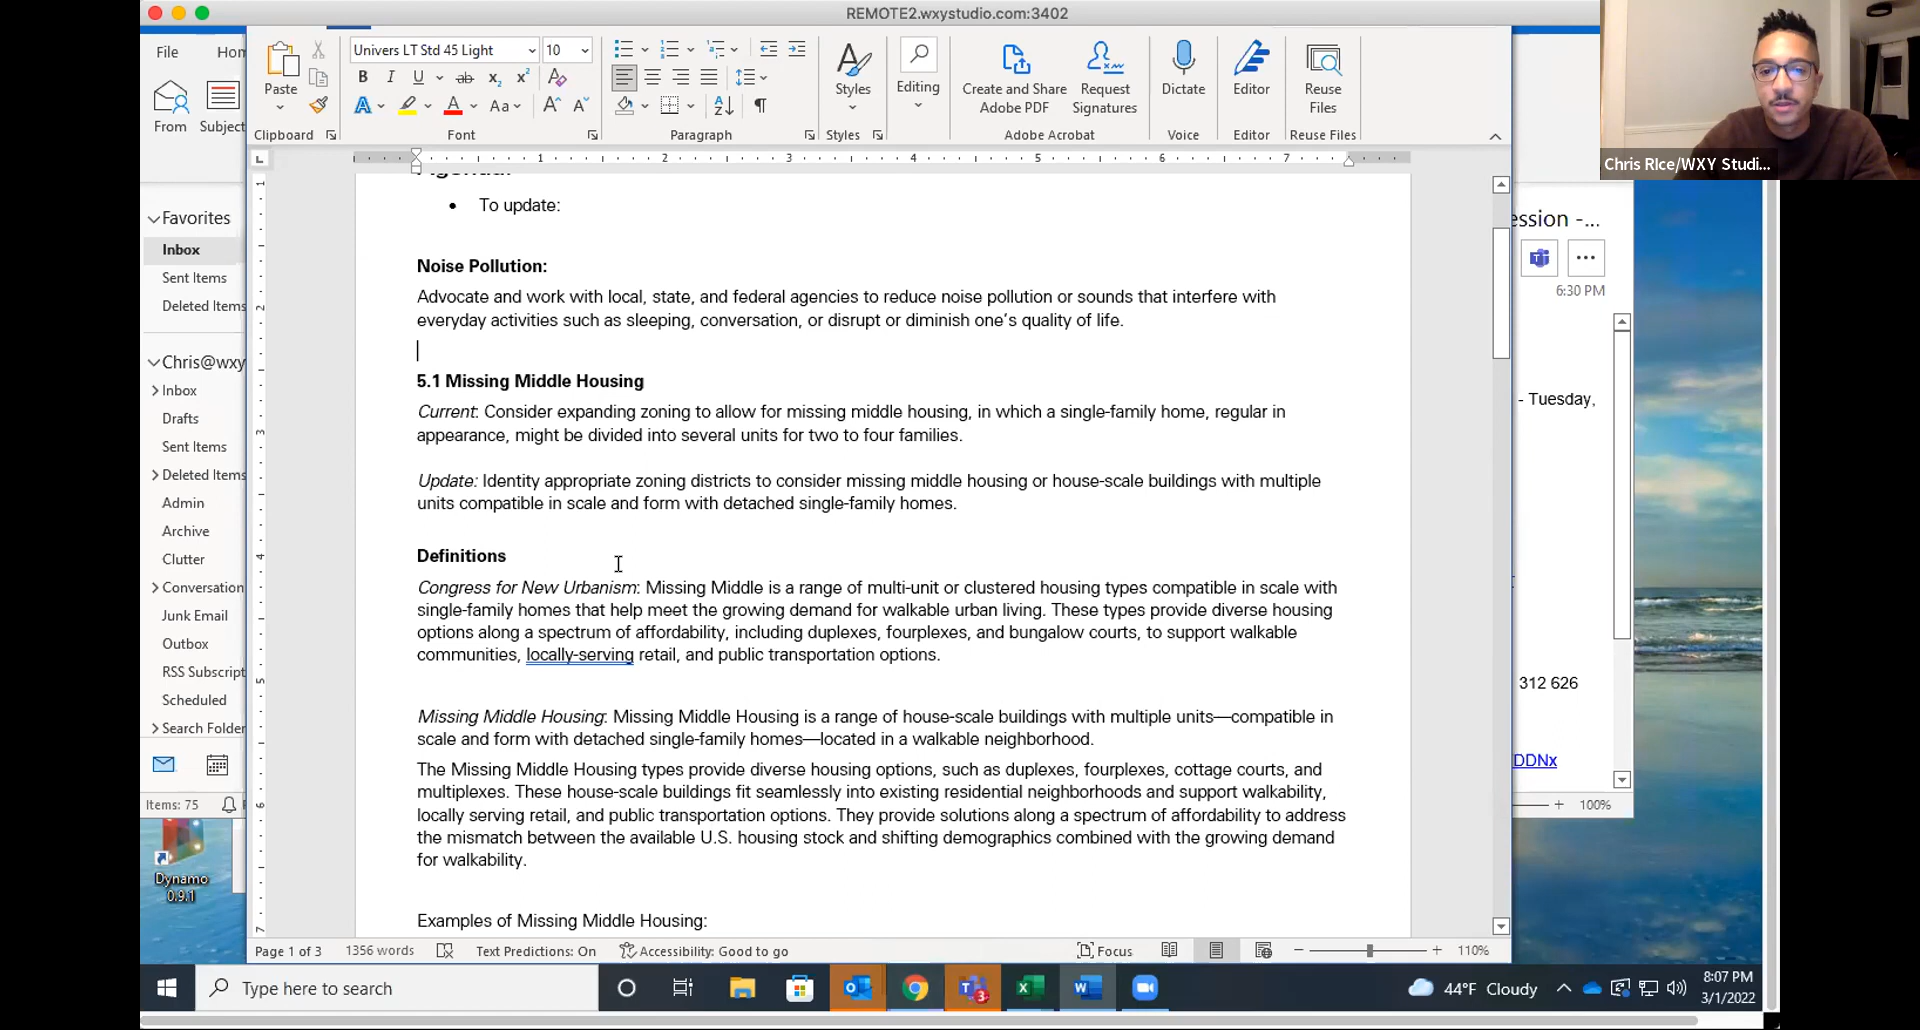 REMOTE2.wxystudio.com:3402
File
Hom
Univers LT Std 45 Light
10
Paste
Styles
Editing
Create and Share
Adobe PDF
Request
Signatures
Dictate
Editor
Reuse
Files
From
Subject
Clipboard
Font
Paragraph
Styles
Adobe Acrobat
Voice
Editor
Reuse Files
Chris RIce/WXY Studi...
1 2 3 4 5 6 7
To update:
Favorites
Inbox
Sent Items
Deleted Items
Chris@wxy
Inbox
Drafts
Sent Items
Deleted Items
Admin
Archive
Clutter
Conversation
Junk Email
Outbox
RSS Subscript
Scheduled
Search Folder
Items: 75
Dynamo
0.9.1
Noise Pollution:
Advocate and work with local, state, and federal agencies to reduce noise pollution or sounds that interfere with
everyday activities such as sleeping, conversation, or disrupt or diminish one's quality of life.
5.1 Missing Middle Housing
Current: Consider expanding zoning to allow for missing middle housing, in which a single-family home, regular in
appearance, might be divided into several units for two to four families.
Update: Identity appropriate zoning districts to consider missing middle housing or house-scale buildings with multiple
units compatible in scale and form with detached single-family homes.
Definitions
Congress for New Urbanism: Missing Middle is a range of multi-unit or clustered housing types compatible in scale with
single-family homes that help meet the growing demand for walkable urban living. These types provide diverse housing
options along a spectrum of affordability, including duplexes, fourplexes, and bungalow courts, to support walkable
communities, locally-serving retail, and public transportation options.
Missing Middle Housing: Missing Middle Housing is a range of house-scale buildings with multiple units—compatible in
scale and form with detached single-family homes—located in a walkable neighborhood.
The Missing Middle Housing types provide diverse housing options, such as duplexes, fourplexes, cottage courts, and
multiplexes. These house-scale buildings fit seamlessly into existing residential neighborhoods and support walkability,
locally serving retail, and public transportation options. They provide solutions along a spectrum of affordability to address
the mismatch between the available U.S. housing stock and shifting demographics combined with the growing demand
for walkability.
Examples of Missing Middle Housing:
ession -...
6:30 PM
- Tuesday,
312 626
DDNx
100%
Page 1 of 3
1356 words
Text Predictions: On
Accessibility: Good to go
Focus
110%
Type here to search
3
44°F Cloudy
8:07 PM
3/1/2022